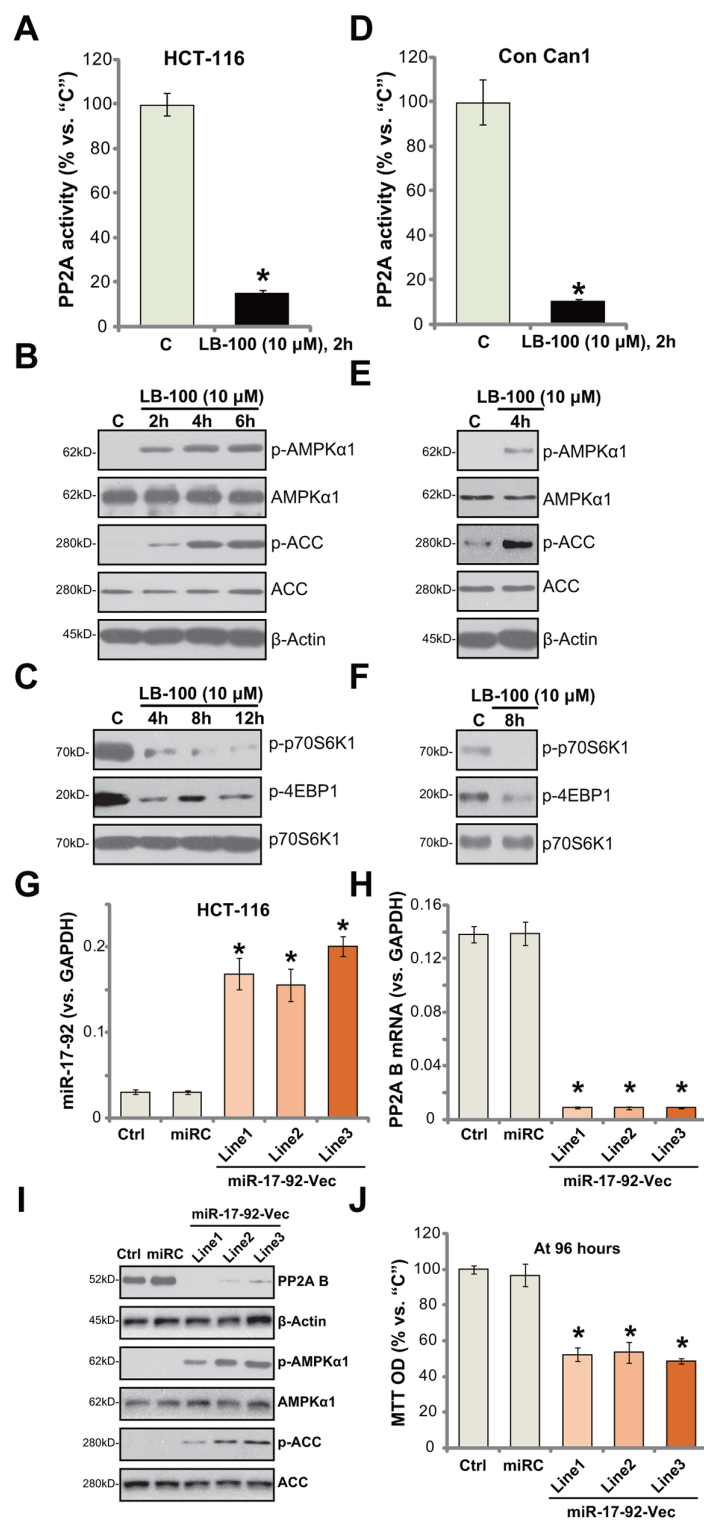 A
HCT-116
PP2A activity (% vs. “C”)
120
100
80
60
40
20
0
C
LB-100 (10 μM), 2h
*
D
Con Can1
PP2A activity (% vs. “C”)
120
100
80
60
40
20
0
C
LB-100 (10 μM), 2h
*
B
LB-100 (10 μM)
C 2h 4h 6h
62kD- p-AMPKα1
62kD- AMPKα1
280kD- p-ACC
280kD- ACC
45kD- β-Actin
E
LB-100 (10 μM)
C 4h
62kD- p-AMPKα1
62kD- AMPKα1
280kD- p-ACC
280kD- ACC
45kD- β-Actin
C
LB-100 (10 μM)
C 4h 8h 12h
70kD- p-p70S6K1
20kD- p-4EBP1
70kD- p70S6K1
F
LB-100 (10 μM)
C 8h
70kD- p-p70S6K1
20kD- p-4EBP1
70kD- p70S6K1
G
HCT-116
miR-17-92 (vs. GAPDH)
0.2
0.1
0
* * *
Ctrl miRC Line1 Line2 Line3
miR-17-92-Vec
H
PP2A B mRNA (vs. GAPDH)
0.16
0.12
0.08
0.04
0
* * *
Ctrl miRC Line1 Line2 Line3
miR-17-92-Vec
I
miR-17-92-Vec
Ctrl miRC Line1 Line2 Line3
52kD- PP2A B
45kD- β-Actin
62kD- p-AMPKα1
62kD- AMPKα1
280kD- p-ACC
280kD- ACC
J
At 96 hours
MTT OD (% vs. “C”)
120
100
80
60
40
20
0
* * *
Ctrl miRC Line1 Line2 Line3
miR-17-92-Vec